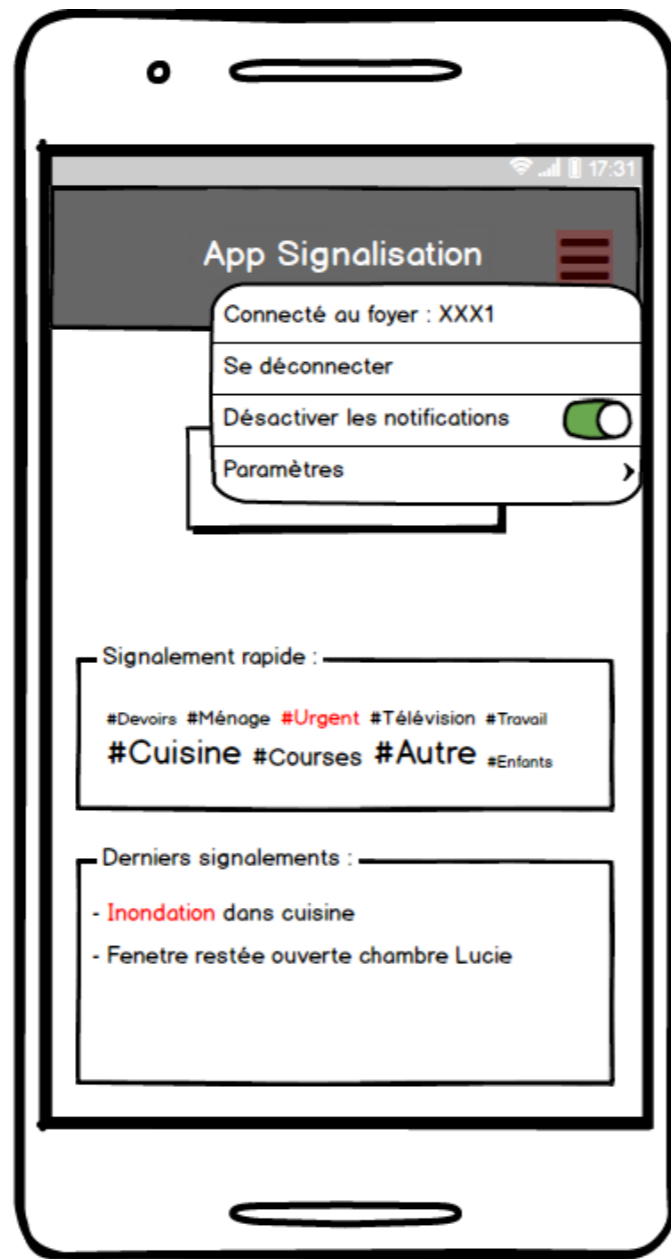 17:31
App Signalisation
Connecté au foyer : XXX1
Se déconnecter
Désactiver les notifications
Paramètres
Signalement rapide :
#Devoirs #Ménage #Urgent #Télévision #Travail
#Cuisine #Courses #Autre #Enfants
Derniers signalements :
- Inondation dans cuisine
- Fenetre restée ouverte chambre Lucie